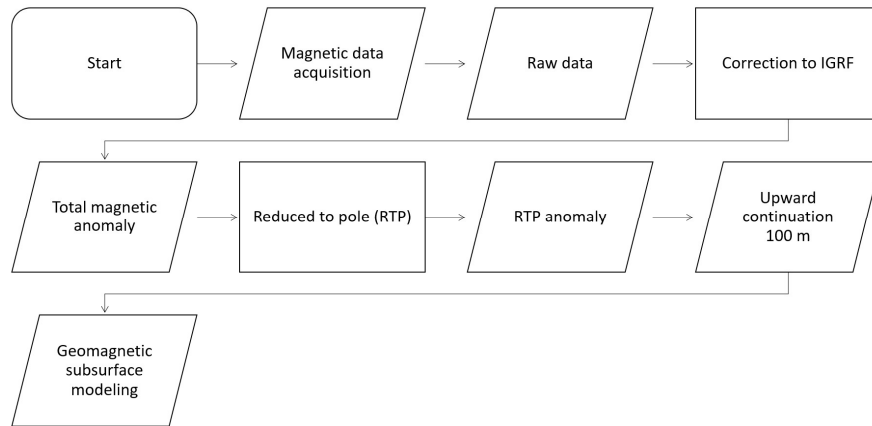 Start
Magnetic data
acquisition
Raw data
Correction to IGRF
Total magnetic
anomaly
Reduced to pole (RTP)
RTP anomaly
Upward
continuation
100 m
Geomagnetic
subsurface
modeling